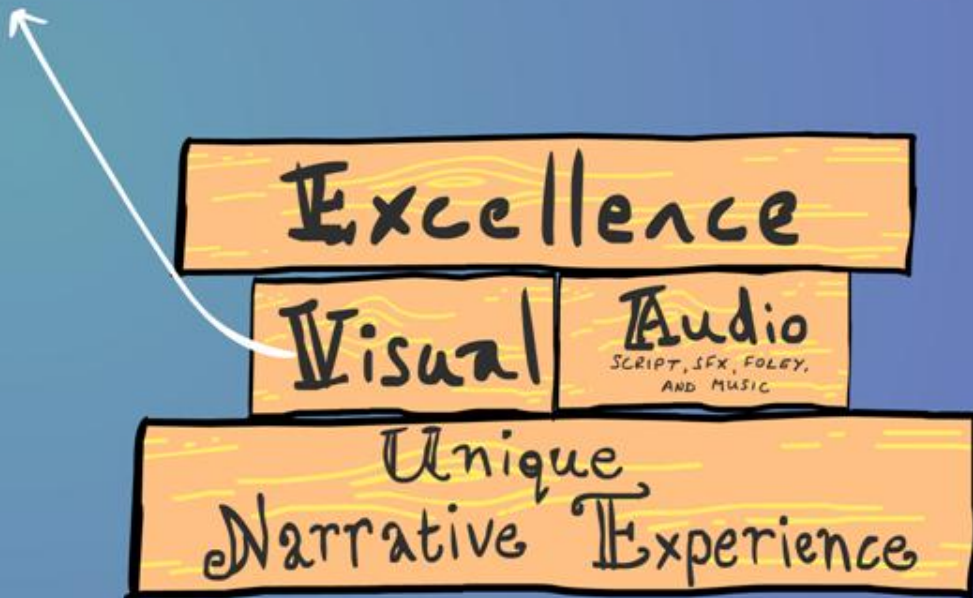 Excellence
Visual
Audio
SCRIPT, SFX, FOLEY,
AND MUSIC
Unique
Narrative Experience